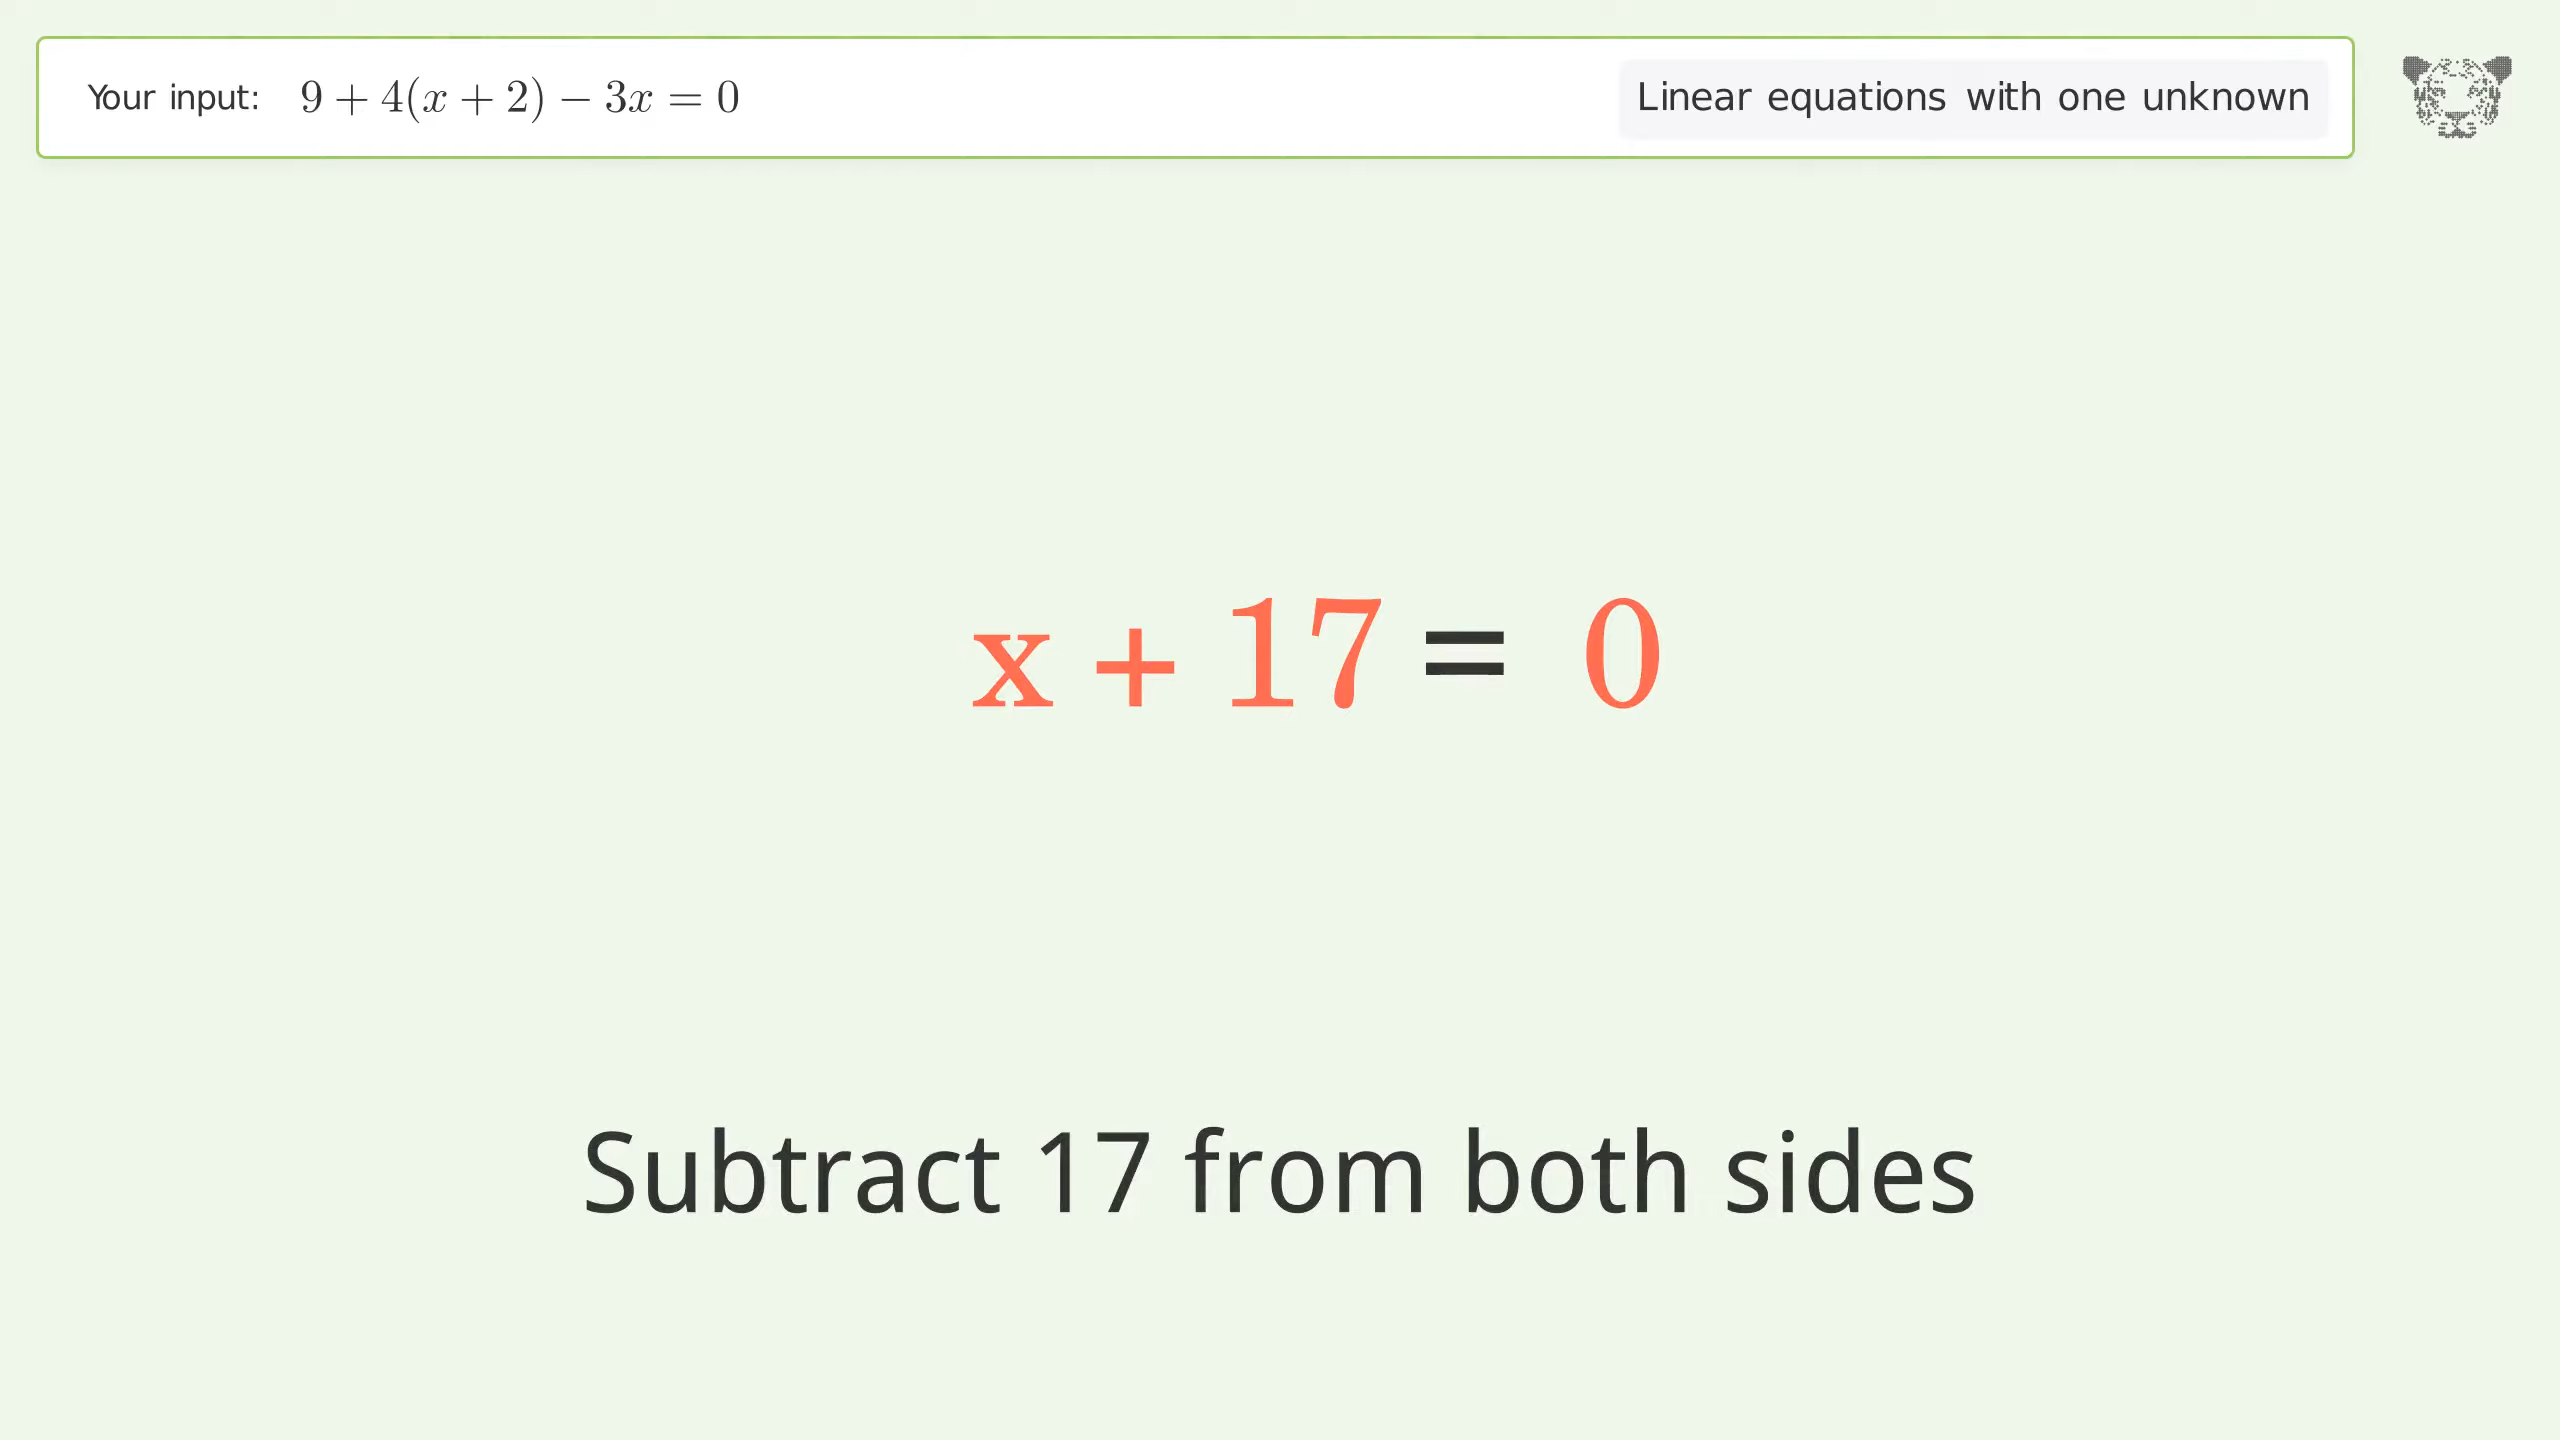 Your input: 9 + 4(x + 2) − 3x = 0 Linear equations with one unknown
x + 17 = 0
Subtract 17 from both sides